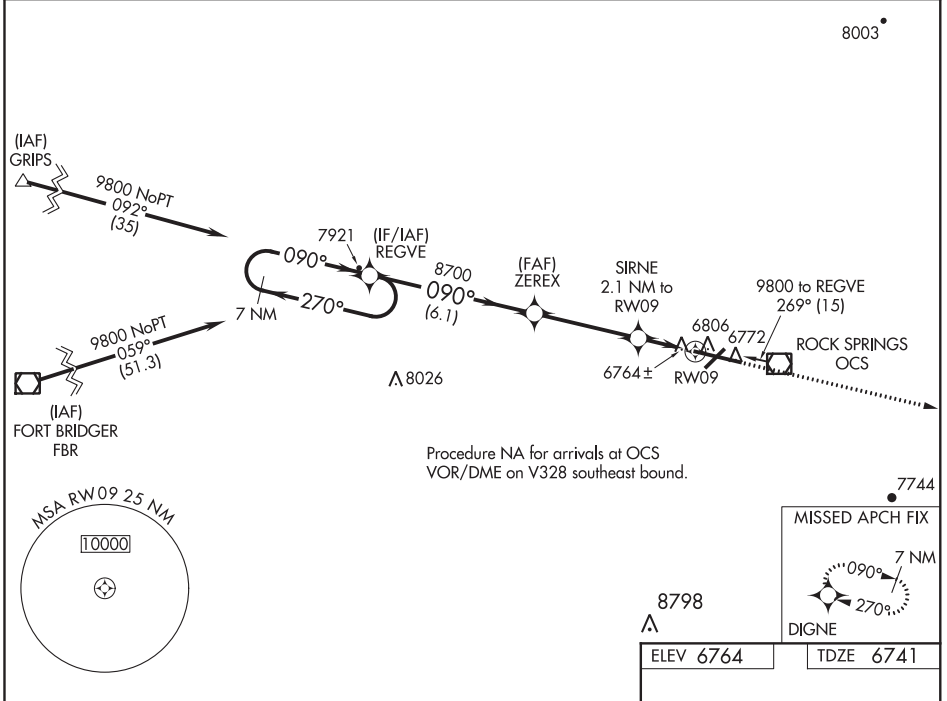 8003
(IAF)
GRIPS
9800 NoPT
092°
(35)
7921
(IF/IAF)
REGVE
090°
270°
7 NM
8700
090°
(6.1)
(FAF)
ZEREX
SIRNE
2.1 NM to
RW09
9800 to REGVE
269° (15)
6806
6772
6764±
RW09
ROCK SPRINGS
OCS
9800 NoPT
059°
(51.3)
(IAF)
FORT BRIDGER
FBR
8026
Procedure NA for arrivals at OCS
VOR/DME on V328 southeast bound.
MSA RW09 25 NM
10000
7744
MISSED APCH FIX
7 NM
090°
270°
DIGNE
8798
ELEV 6764
TDZE 6741